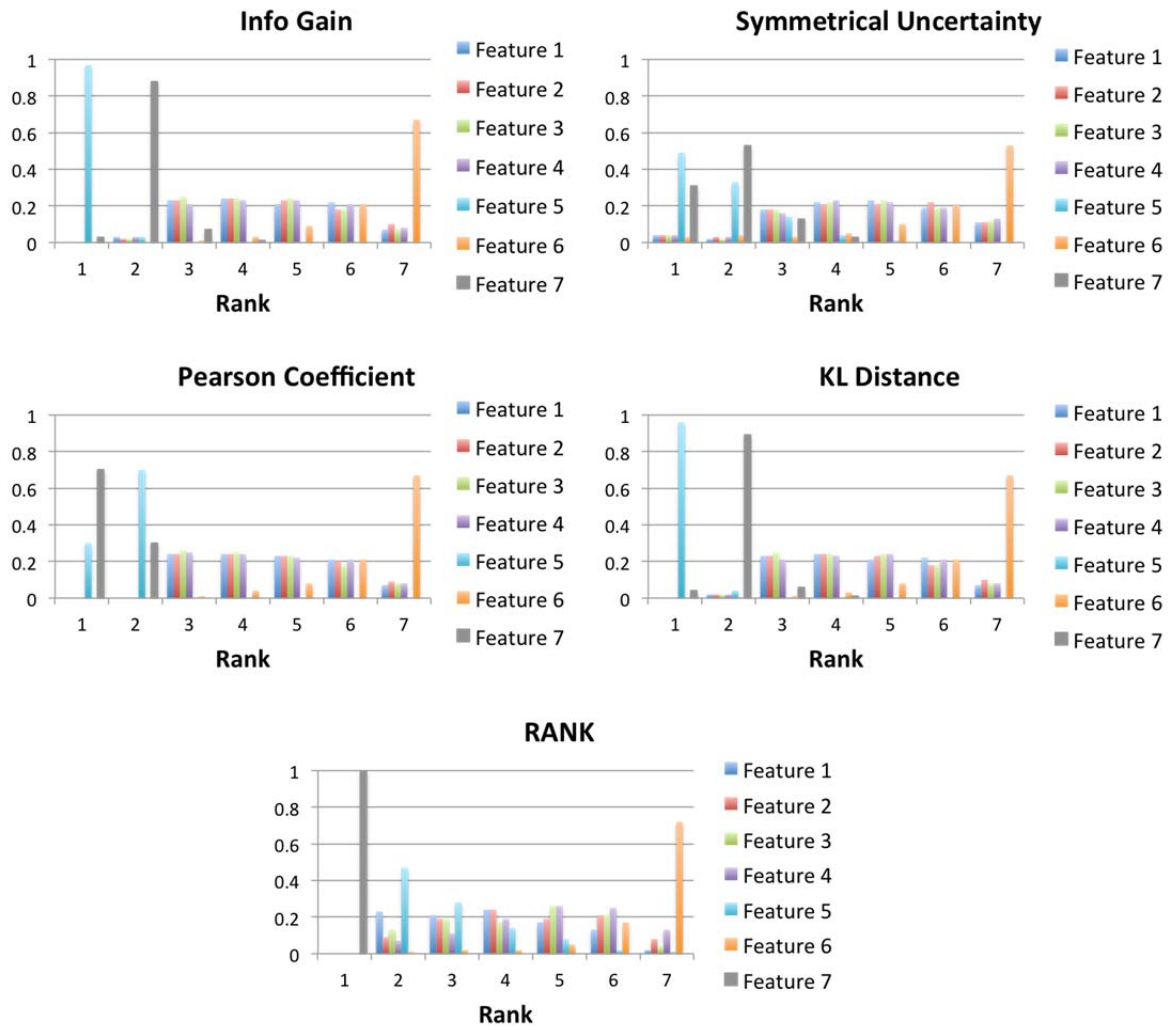 Info Gain
1
0.8
0.6
0.4
0.2
0
1 2 3 4 5 6 7
Rank
Feature 1
Feature 2
Feature 3
Feature 4
Feature 5
Feature 6
Feature 7
Symmetrical Uncertainty
1
0.8
0.6
0.4
0.2
0
1 2 3 4 5 6 7
Rank
Feature 1
Feature 2
Feature 3
Feature 4
Feature 5
Feature 6
Feature 7
Pearson Coefficient
1
0.8
0.6
0.4
0.2
0
1 2 3 4 5 6 7
Rank
Feature 1
Feature 2
Feature 3
Feature 4
Feature 5
Feature 6
Feature 7
KL Distance
1
0.8
0.6
0.4
0.2
0
1 2 3 4 5 6 7
Rank
Feature 1
Feature 2
Feature 3
Feature 4
Feature 5
Feature 6
Feature 7
RANK
1
0.8
0.6
0.4
0.2
0
1 2 3 4 5 6 7
Rank
Feature 1
Feature 2
Feature 3
Feature 4
Feature 5
Feature 6
Feature 7